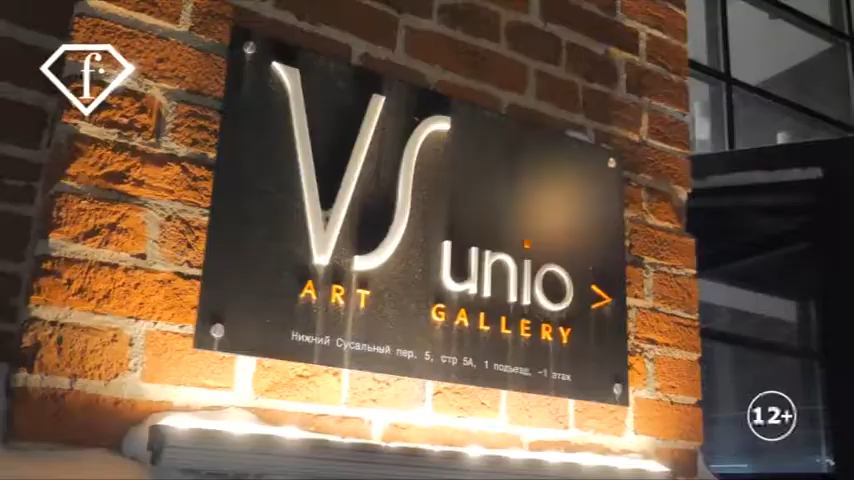 f.
VS unio >
ART GALLERY
Нижний Сусальный пер. 5, стр 5А, 1 подъезд, -1 этаж
12+